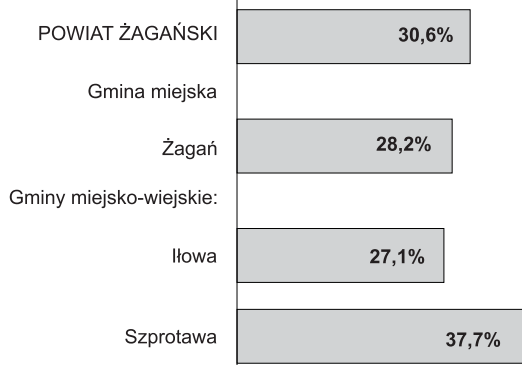 POWIAT ŻAGAŃSKI 30,6%
Gmina miejska
Żagań 28,2%
Gminy miejsko-wiejskie:
Iłowa 27,1%
Szprotawa 37,7%